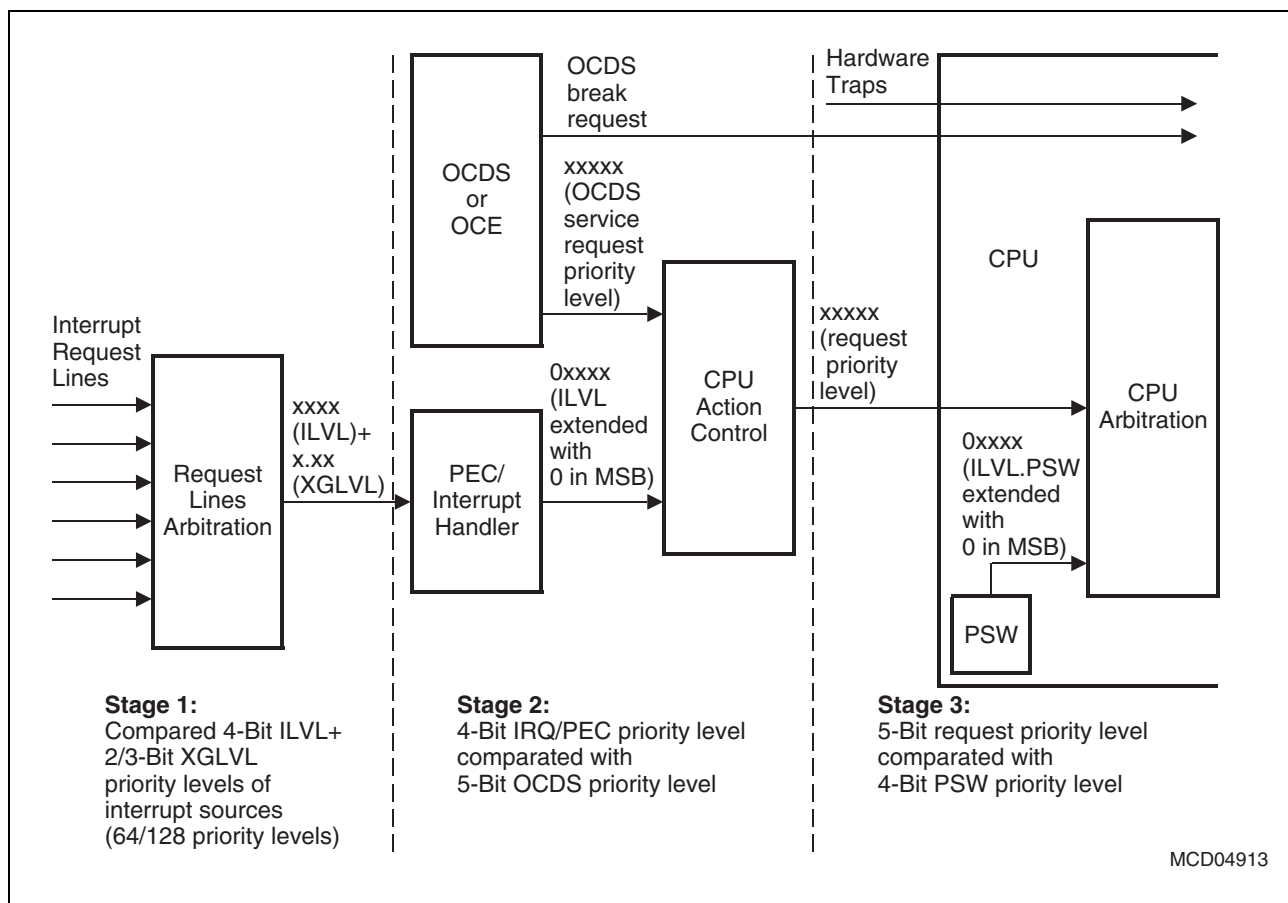 Interrupt
Request
Lines
Request
Lines
Arbitration
xxxx
(ILVL)+
x.xx
(XGLVL)
OCDS
or
OCE
OCDS
break
request
xxxxx
(OCDS
service
request
priority
level)
PEC/
Interrupt
Handler
0xxxx
(ILVL
extended
with
0 in MSB)
CPU
Action
Control
Hardware
Traps
xxxxx
(request
priority
level)
CPU
CPU
Arbitration
0xxxx
(ILVL.PSW
extended
with
0 in MSB)
PSW
Stage 1:
Compared 4-Bit ILVL+
2/3-Bit XGLVL
priority levels of
interrupt sources
(64/128 priority levels)
Stage 2:
4-Bit IRQ/PEC priority level
comparated with
5-Bit OCDS priority level
Stage 3:
5-Bit request priority level
comparated with
4-Bit PSW priority level
MCD04913